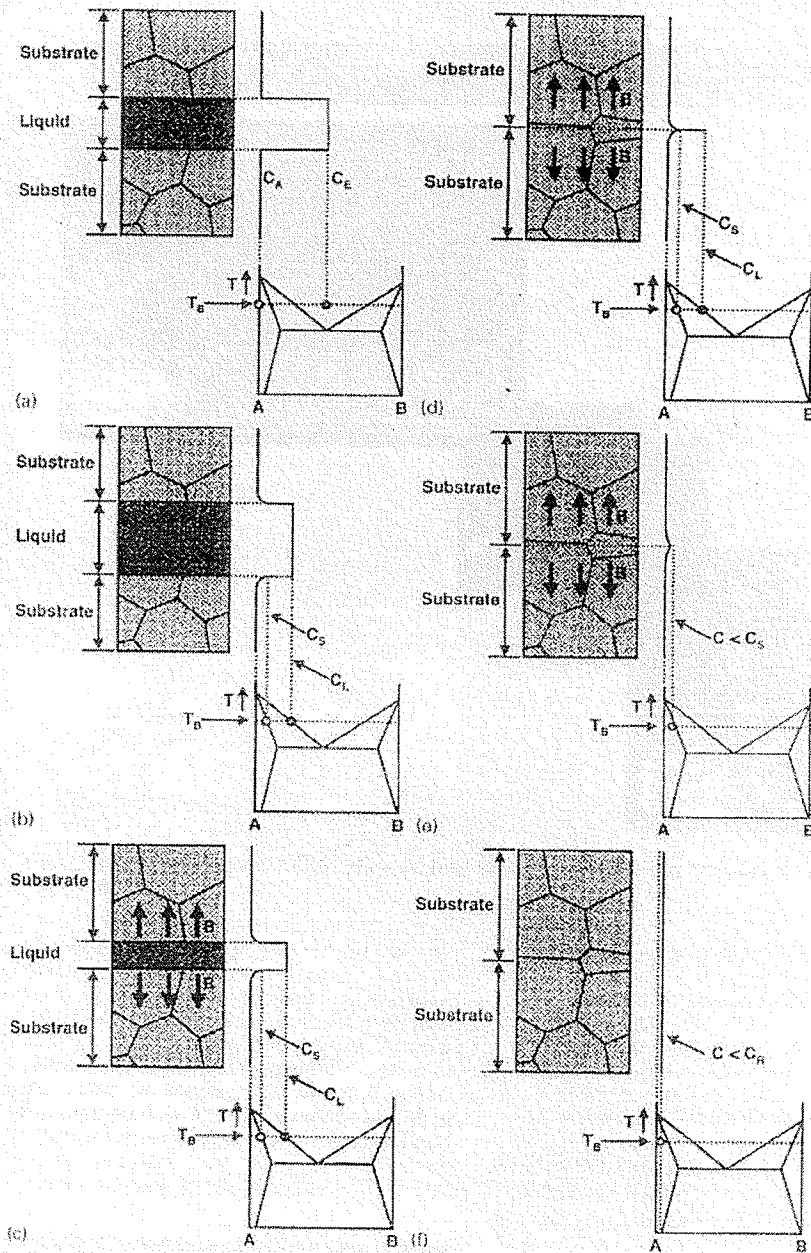 Substrate
Liquid
Substrate
C_A
C_E
T
T_B
A
B
(a)
Substrate
Liquid
Substrate
C_S
C_L
T
T_B
A
B
(b)
Substrate
Liquid
Substrate
B
B
C_S
C_L
T
T_B
A
B
(c)
Substrate
Substrate
B
B
C_S
C_L
T
T_B
A
B
(d)
Substrate
Substrate
B
B
C < C_S
T
T_B
A
B
(e)
Substrate
Substrate
C < C_R
T
T_B
A
B
(f)